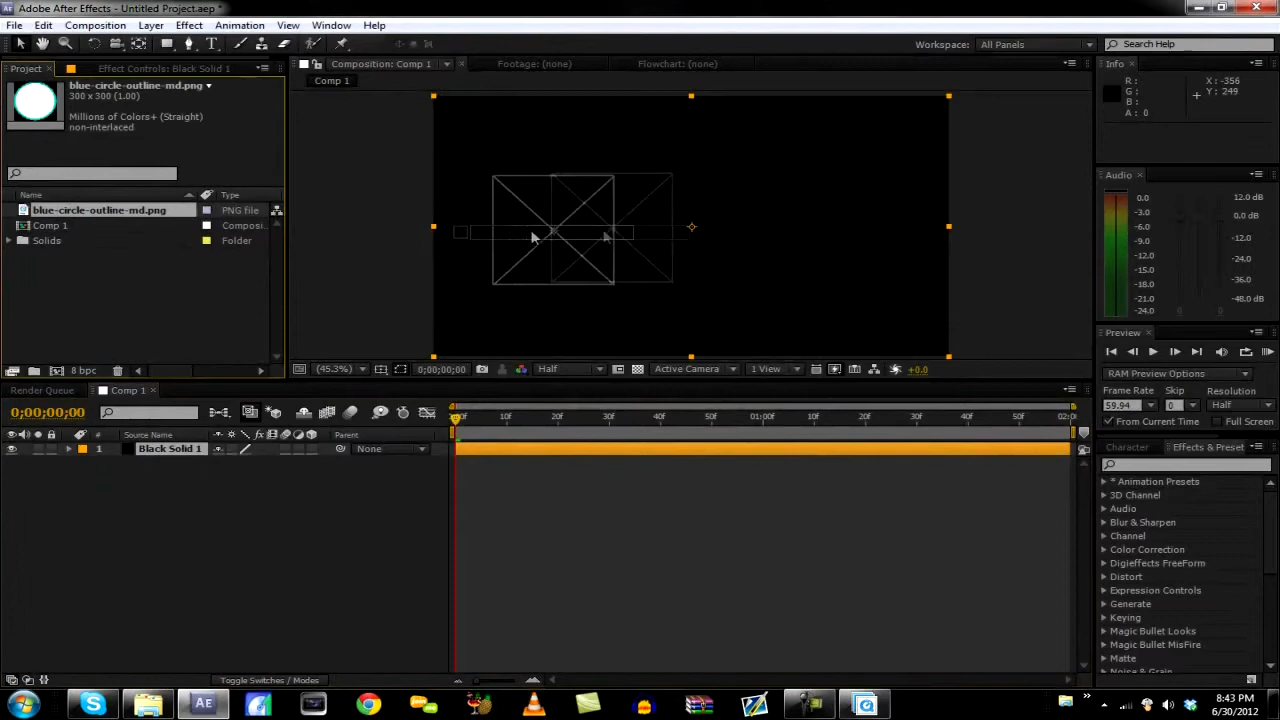 Adobe After Effects - Untitled Project.aep *
File Edit Composition Layer Effect Animation View Window Help
Workspace: All Panels Search Help
Project Effect Controls: Black Solid 1
blue-circle-outline-md.png
300 x 300 (1.00)
Millions of Colors+ (Straight)
non-interlaced
Name Type
blue-circle-outline-md.png PNG file
Comp 1 Composi...
Solids Folder
8 bpc
Composition: Comp 1 Footage: (none) Flowchart: (none)
Comp 1
(45.3%) 0;00;00;00 Half Active Camera 1 View +0.0
Info
R: X: -356
G: Y: 249
B:
A: 0
Audio
0.0 12.0 dB
-3.0 0.0 dB
-6.0
-9.0 -12.0 dB
-12.0
-15.0 -24.0 dB
-18.0 -36.0 dB
-21.0
-24.0 -48.0 dB
Preview
RAM Preview Options
Frame Rate Skip Resolution
59.94 0 Half
From Current Time Full Screen
Character Effects & Preset
* Animation Presets
3D Channel
Audio
Blur & Sharpen
Channel
Color Correction
Digieffects FreeForm
Distort
Expression Controls
Generate
Keying
Magic Bullet Looks
Magic Bullet MisFire
Matte
Noise & Grain
Render Queue Comp 1
0;00;00;00
10f 20f 30f 40f 50f 01:00f 10f 20f 30f 40f 50f 02:0
# Source Name Parent
1 Black Solid 1 None
Toggle Switches / Modes
Ae
8:43 PM
6/30/2012